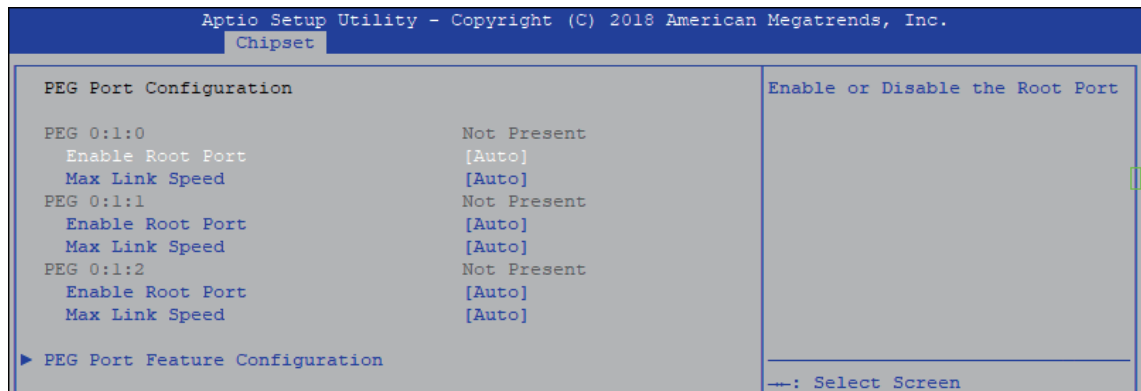 Aptio Setup Utility - Copyright (C) 2018 American Megatrends, Inc.
Chipset
PEG Port Configuration
Enable or Disable the Root Port
PEG 0:1:0 Not Present
Enable Root Port [Auto]
Max Link Speed [Auto]
PEG 0:1:1 Not Present
Enable Root Port [Auto]
Max Link Speed [Auto]
PEG 0:1:2 Not Present
Enable Root Port [Auto]
Max Link Speed [Auto]
► PEG Port Feature Configuration
→←: Select Screen